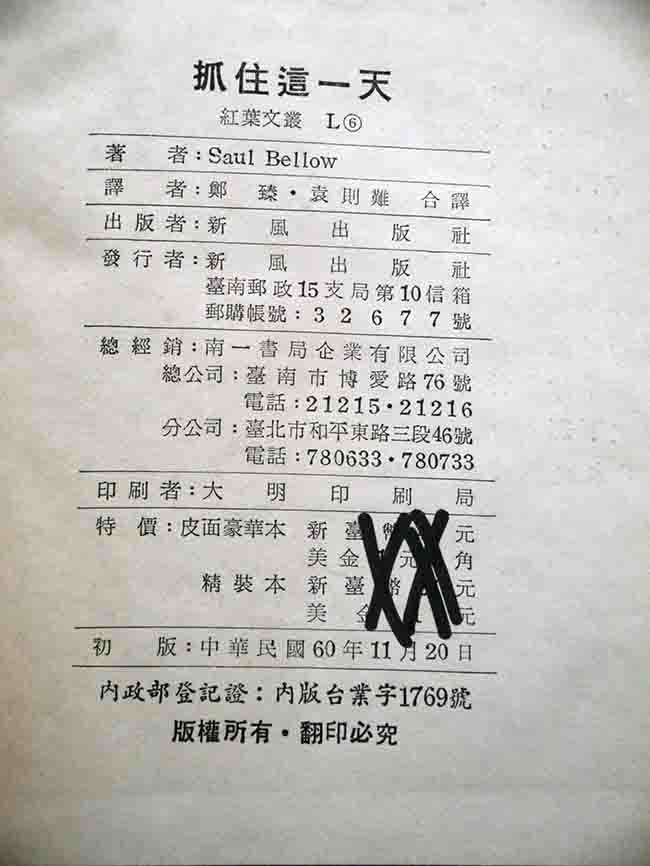 抓住這一天
紅葉文叢 L⑥
著者:Saul Bellow
譯者:鄭臻·袁則難 合譯
出版者:新風出版社
發行者:新風出版社
臺南郵政15支局第10信箱
郵購帳號:32677號
總經銷:南一書局企業有限公司
總公司:臺南市博愛路76號
電話:21215·21216
分公司:臺北市和平東路三段46號
電話:780633·780733
印刷者:大明印刷局
特價:皮面豪華本 新臺幣 元
美金 元 角
精裝本 新臺幣 元
美金 元
初版:中華民國60年11月20日
內政部登記證:內版台業字1769號
版權所有·翻印必究